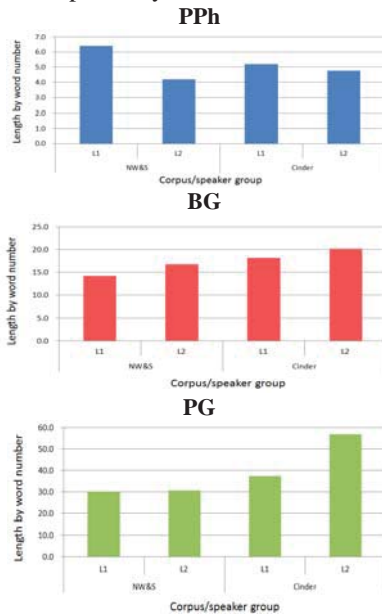 PPh
Length by word number
7.0
6.0
5.0
4.0
3.0
2.0
1.0
0.0
L1 L2 L1 L2
NW&S Cinder
Corpus/speaker group
BG
Length by word number
25.0
20.0
15.0
10.0
5.0
0.0
L1 L2 L1 L2
NW&S Cinder
Corpus/speaker group
PG
Length by word number
60.0
50.0
40.0
30.0
20.0
10.0
0.0
L1 L2 L1 L2
NW&S Cinder
Corpus/speaker group